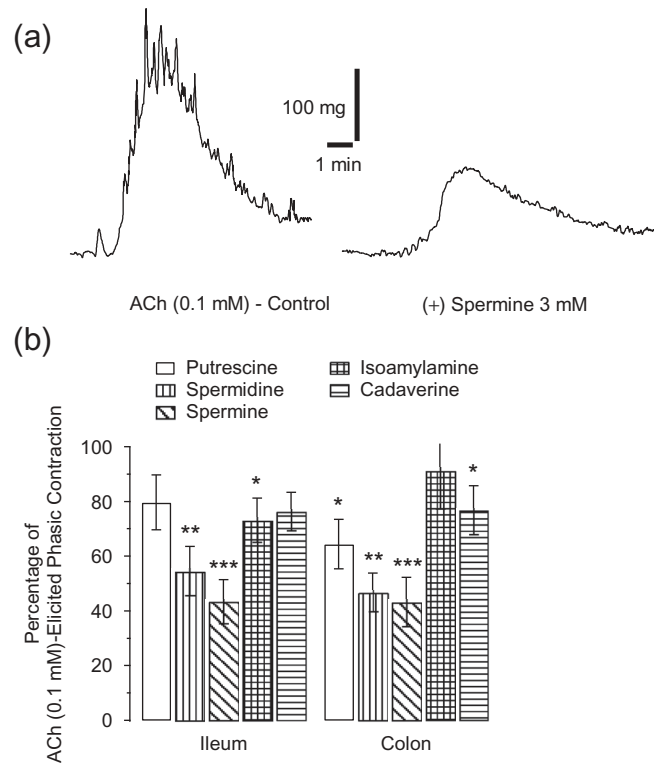 (a)
100 mg
1 min
ACh (0.1 mM) - Control
(+) Spermine 3 mM
(b)
Putrescine
Spermidine
Spermine
Isoamylamine
Cadaverine
Percentage of
ACh (0.1 mM)-Elicited Phasic Contraction
100
80
60
40
20
0
**
***
*
*
**
***
*
Ileum
Colon